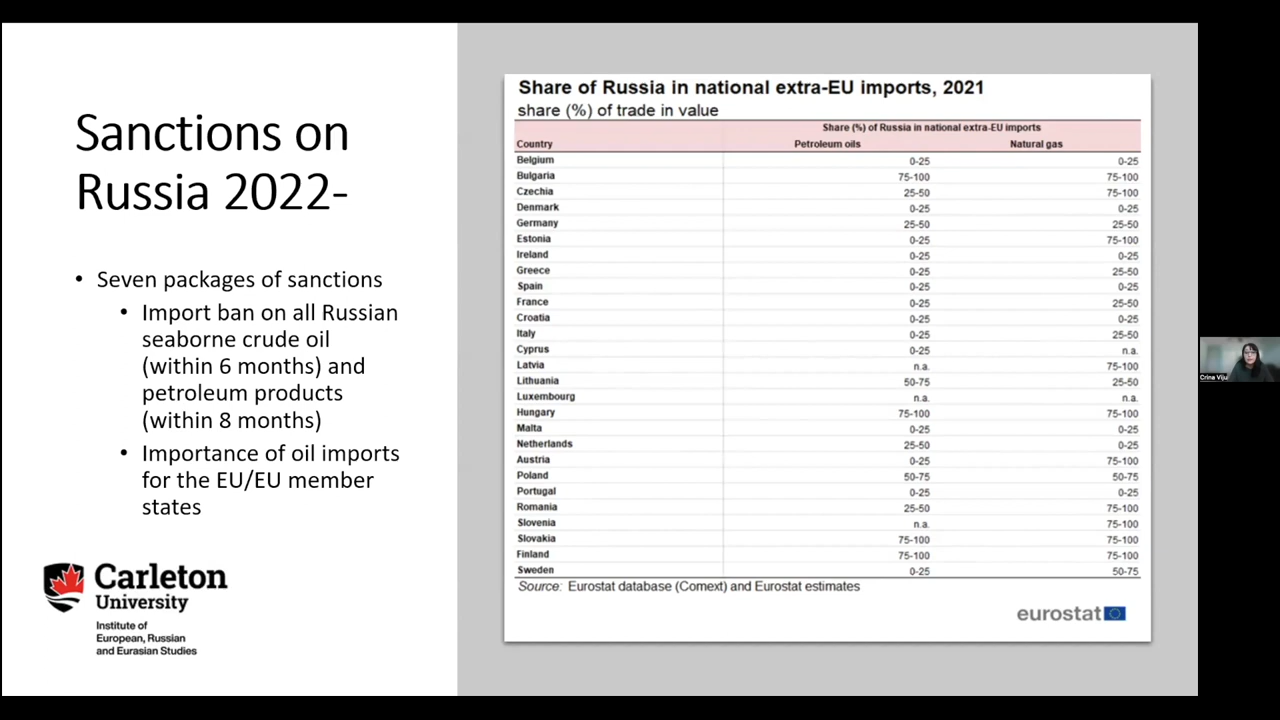 Sanctions on
Russia 2022-
• Seven packages of sanctions
• Import ban on all Russian
seaborne crude oil
(within 6 months) and
petroleum products
(within 8 months)
• Importance of oil imports
for the EU/EU member
states
Carleton
University
Institute of
European, Russian
and Eurasian Studies
Share of Russia in national extra-EU imports, 2021
share (%) of trade in value
Share (%) of Russia in national extra-EU imports
Country Petroleum oils Natural gas
Belgium 0-25 0-25
Bulgaria 75-100 75-100
Czechia 25-50 75-100
Denmark 0-25 0-25
Germany 25-50 25-50
Estonia 0-25 75-100
Ireland 0-25 0-25
Greece 0-25 25-50
Spain 0-25 0-25
France 0-25 25-50
Croatia 0-25 0-25
Italy 0-25 25-50
Cyprus 0-25 n.a.
Latvia n.a. 75-100
Lithuania 50-75 25-50
Luxembourg n.a. n.a.
Hungary 75-100 75-100
Malta 0-25 0-25
Netherlands 25-50 0-25
Austria 0-25 75-100
Poland 50-75 50-75
Portugal 0-25 0-25
Romania 25-50 75-100
Slovenia n.a. 75-100
Slovakia 75-100 75-100
Finland 75-100 75-100
Sweden 0-25 50-75
Source: Eurostat database (Comext) and Eurostat estimates
eurostat
Crina Viju